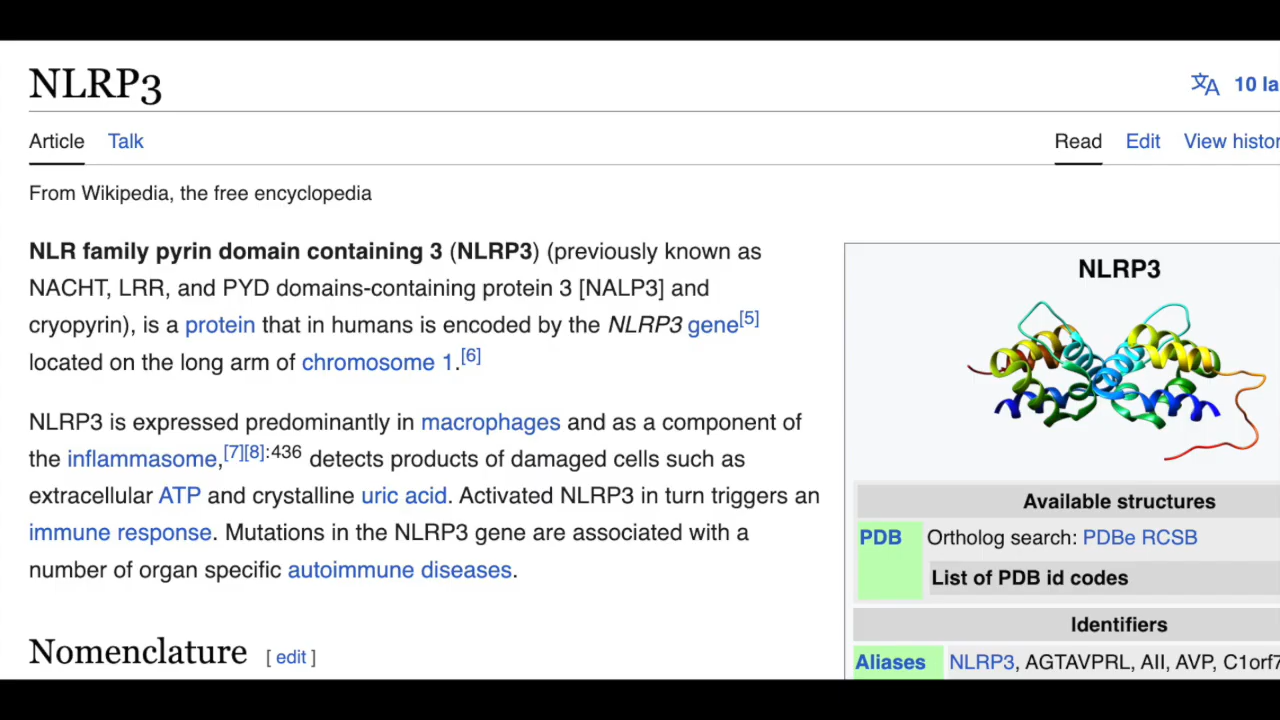 NLRP3
10 la
Article Talk
Read Edit View histor
From Wikipedia, the free encyclopedia
NLR family pyrin domain containing 3 (NLRP3) (previously known as
NACHT, LRR, and PYD domains-containing protein 3 [NALP3] and
cryopyrin), is a protein that in humans is encoded by the NLRP3 gene[5]
located on the long arm of chromosome 1.[6]
NLRP3 is expressed predominantly in macrophages and as a component of
the inflammasome,[7][8]:436 detects products of damaged cells such as
extracellular ATP and crystalline uric acid. Activated NLRP3 in turn triggers an
immune response. Mutations in the NLRP3 gene are associated with a
number of organ specific autoimmune diseases.
Nomenclature [ edit ]
NLRP3
Available structures
PDB Ortholog search: PDBe RCSB
List of PDB id codes
Identifiers
Aliases NLRP3, AGTAVPRL, AII, AVP, C1orf7